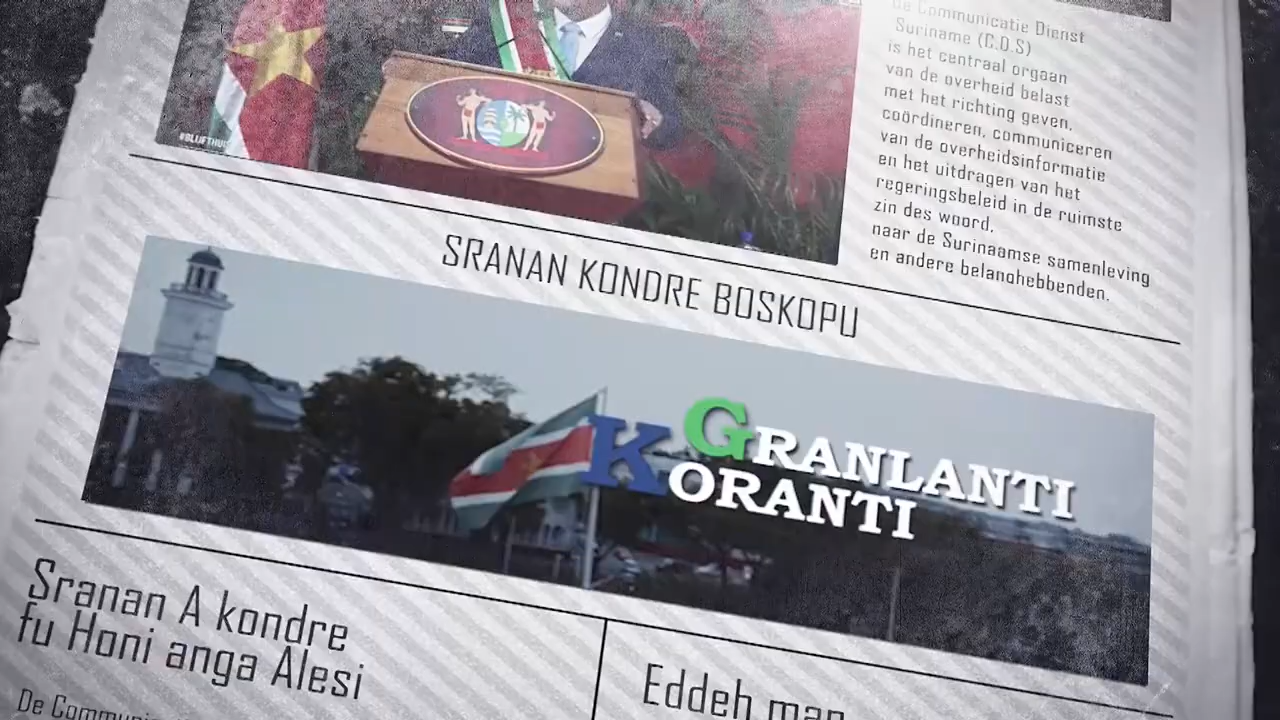 De Communicatie Dienst
Suriname (C.D.S)
is het centraal orgaan
van de overheid belast
met het richting geven,
coördineren, communiceren
van de overheidsinformatie
en het uitdragen van het
regeringsbeleid in de ruimste
zin des woord,
naar de Surinaamse samenleving
en andere belanghebbenden.
SRANAN KONDRE BOSKOPU
GRANLANTI
KORANTI
Sranan A kondre
fu Honi anga Alesi
Eddeh man
De